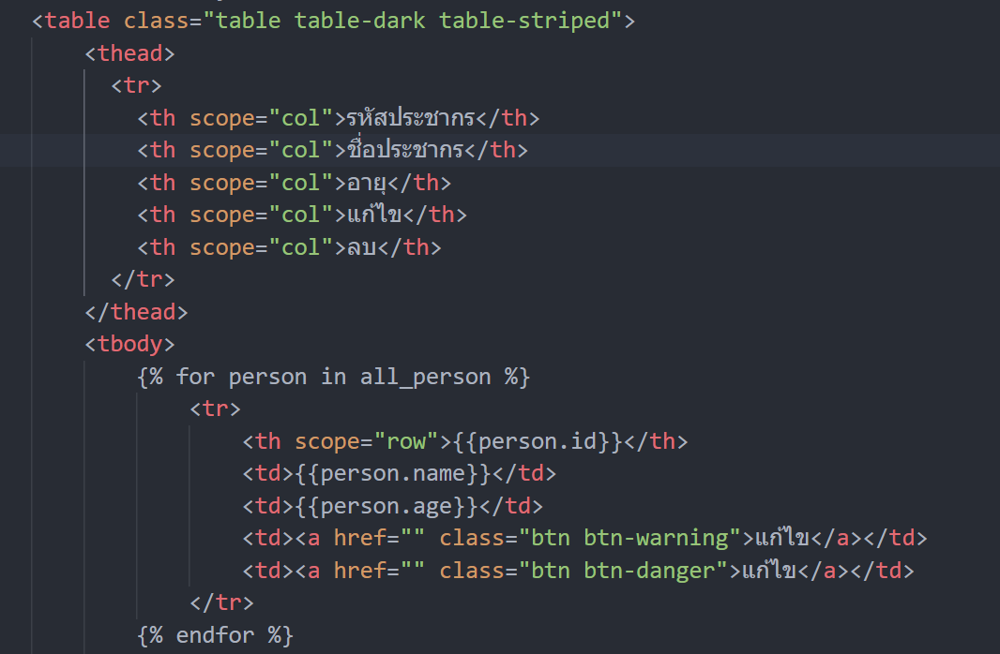 <table class="table table-dark table-striped">
<thead>
<tr>
<th scope="col">รหัสประชากร</th>
<th scope="col">ชื่อประชากร</th>
<th scope="col">อายุ</th>
<th scope="col">แก้ไข</th>
<th scope="col">ลบ</th>
</tr>
</thead>
<tbody>
{% for person in all_person %}
<tr>
<th scope="row">{{person.id}}</th>
<td>{{person.name}}</td>
<td>{{person.age}}</td>
<td><a href="" class="btn btn-warning">แก้ไข</a></td>
<td><a href="" class="btn btn-danger">แก้ไข</a></td>
</tr>
{% endfor %}